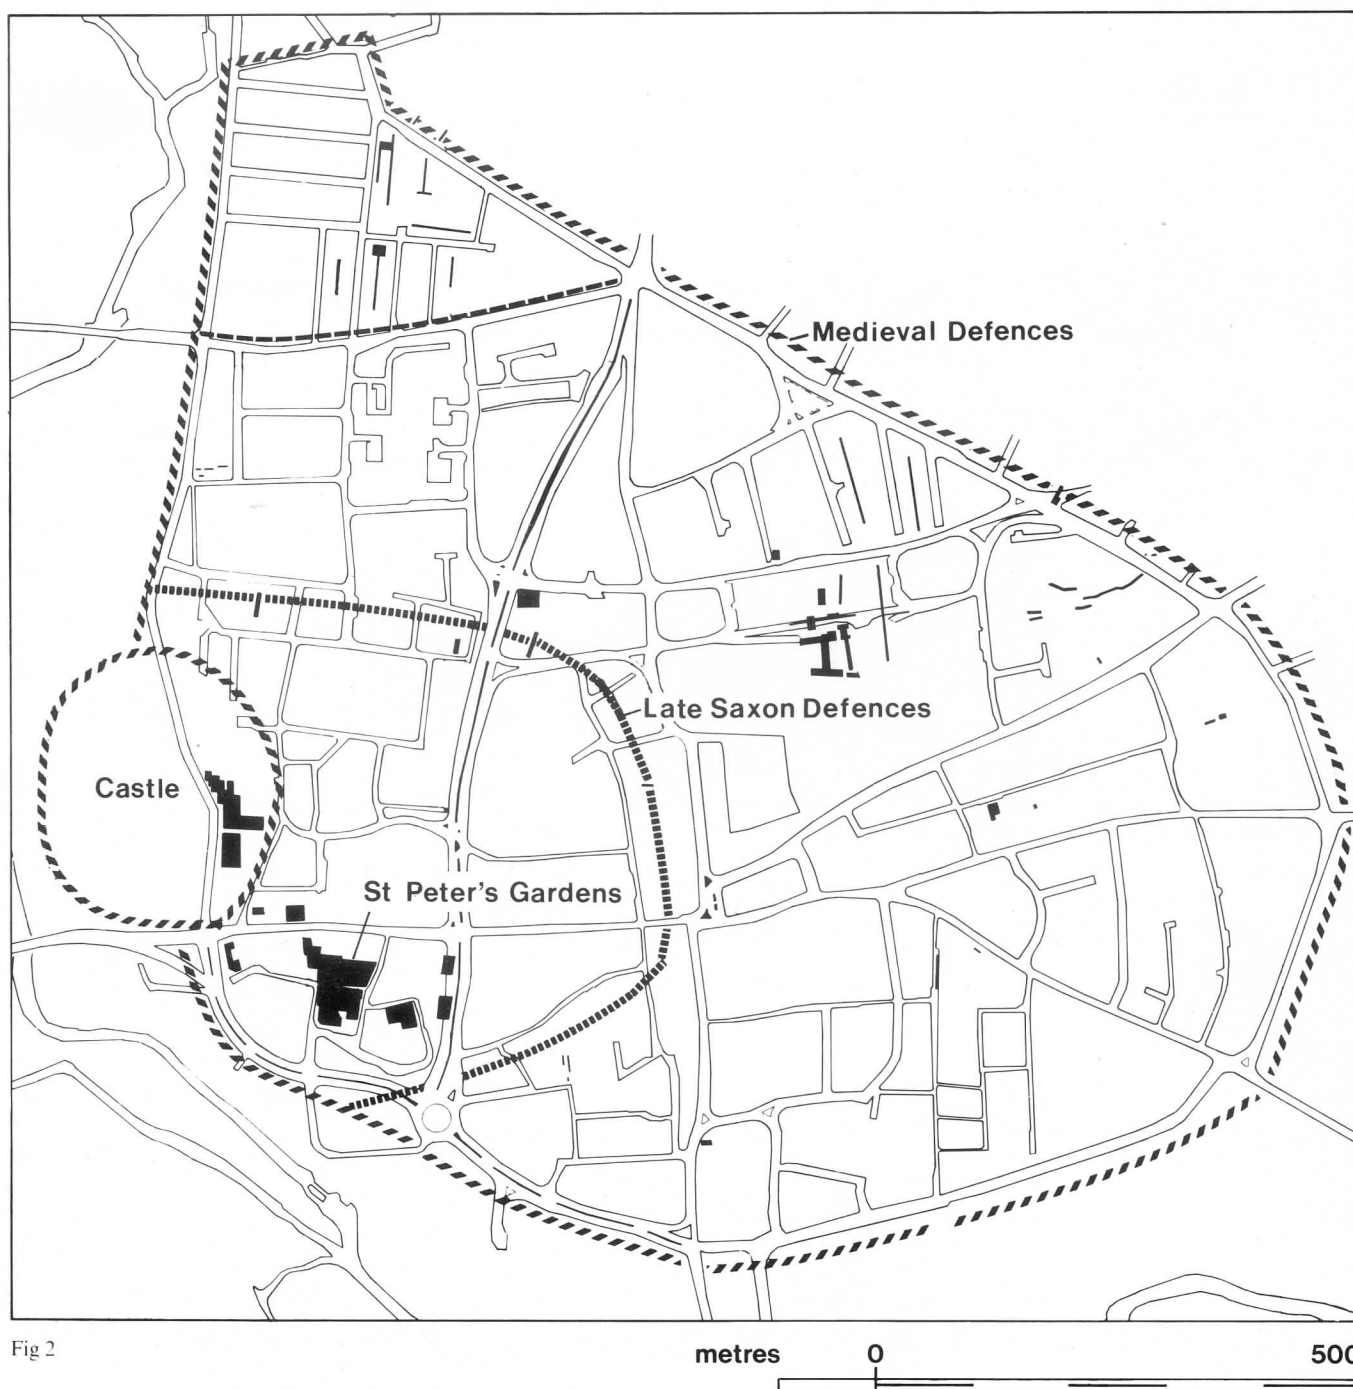 Medieval Defences
Late Saxon Defences
Castle
St Peter's Gardens
Fig 2
metres 0 500